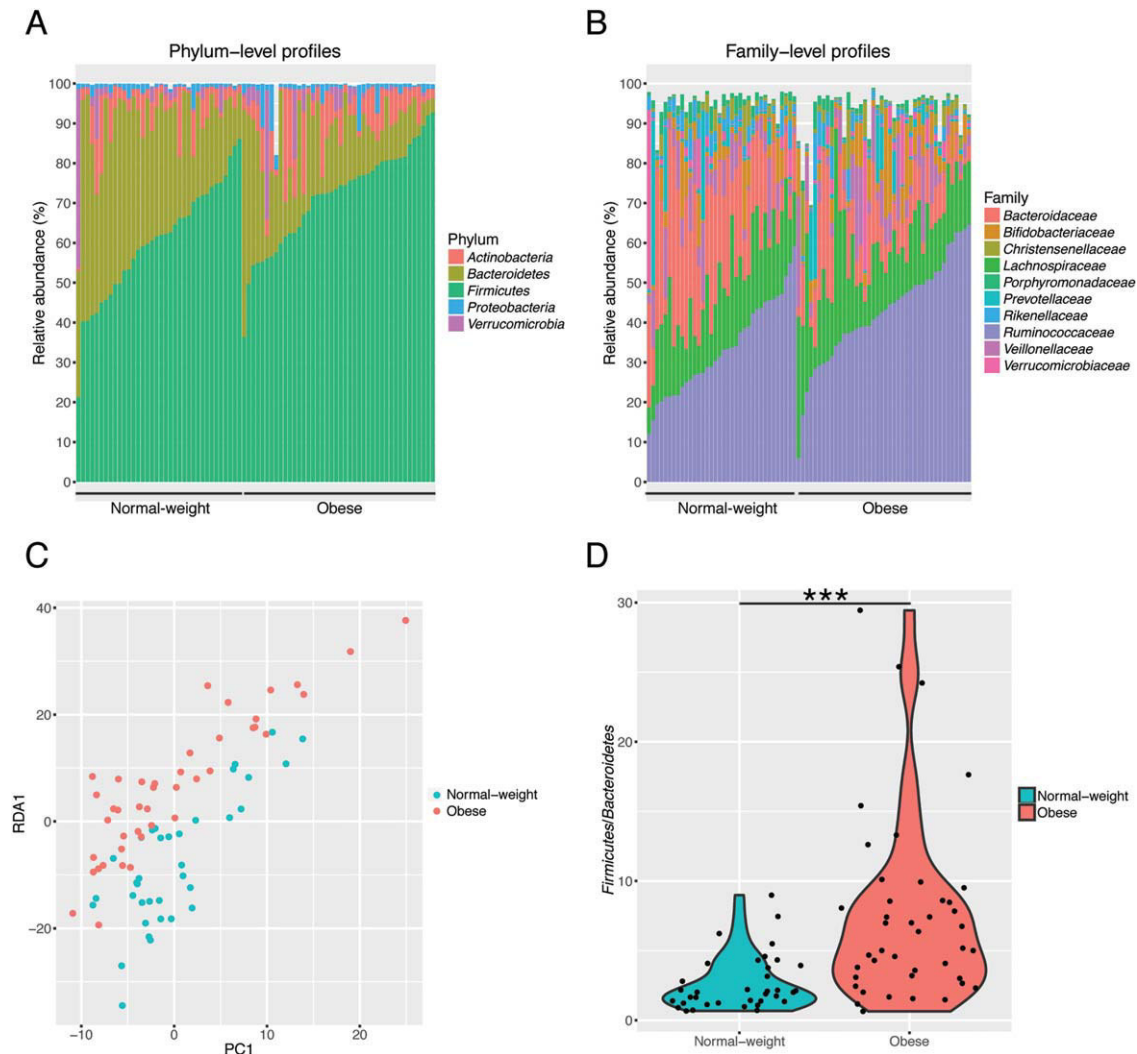 A
Phylum-level profiles
Relative abundance (%)
100
90
80
70
60
50
40
30
20
10
0
Normal-weight
Obese
Phylum
Actinobacteria
Bacteroidetes
Firmicutes
Proteobacteria
Verrucomicrobia
B
Family-level profiles
Relative abundance (%)
100
90
80
70
60
50
40
30
20
10
0
Normal-weight
Obese
Family
Bacteroidaceae
Bifidobacteriaceae
Christensenellaceae
Lachnospiraceae
Porphyromonadaceae
Prevotellaceae
Rikenellaceae
Ruminococcaceae
Veillonellaceae
Verrucomicrobiaceae
C
RDA1
40
20
0
-20
-10
0
10
20
PC1
Normal-weight
Obese
D
Firmicutes/Bacteroidetes
30
20
10
0
***
Normal-weight
Obese
Normal-weight
Obese